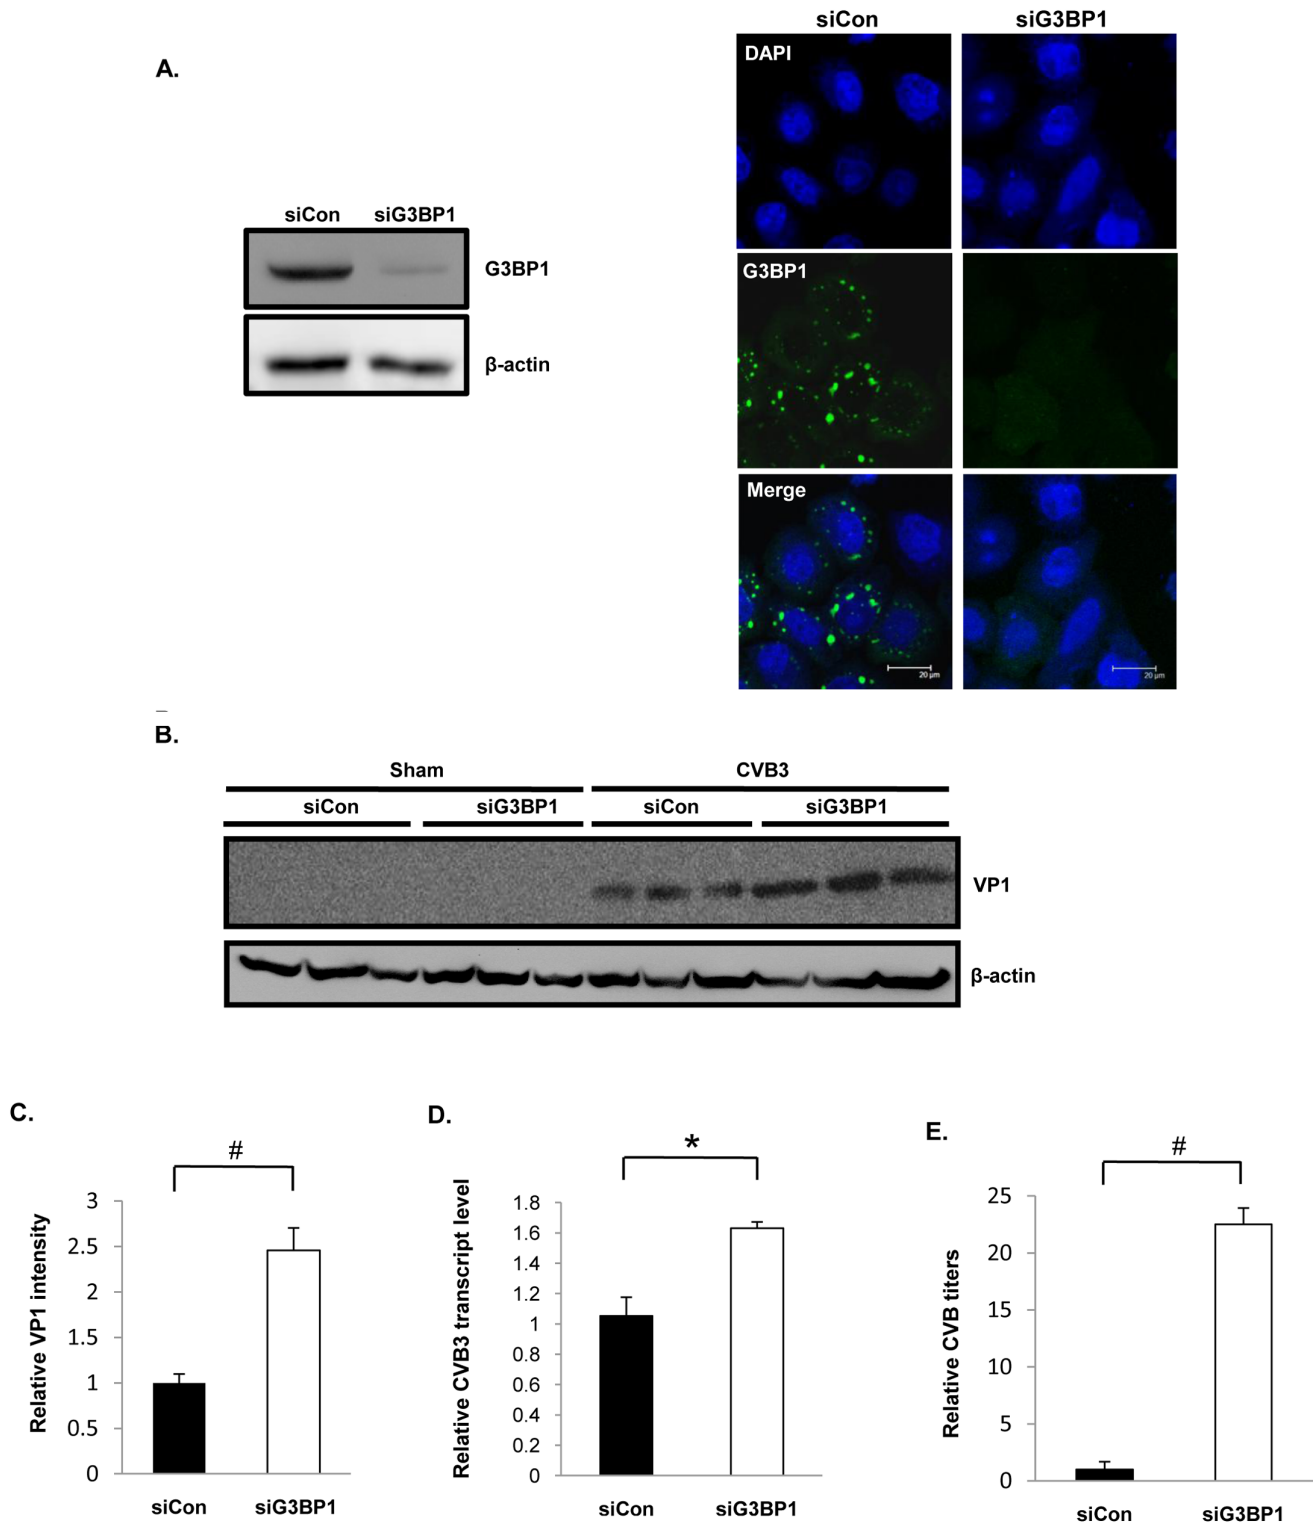 A.
siCon siG3BP1
G3BP1
β-actin
siCon siG3BP1
DAPI
G3BP1
Merge
20 μm 20 μm
B.
Sham CVB3
siCon siG3BP1 siCon siG3BP1
VP1
β-actin
C.
#
Relative VP1 intensity
3
2.5
2
1.5
1
0.5
0
siCon siG3BP1
D.
*
Relative CVB3 transcript level
1.8
1.6
1.4
1.2
1
0.8
0.6
0.4
0.2
0
siCon siG3BP1
E.
#
Relative CVB titers
25
20
15
10
5
0
siCon siG3BP1